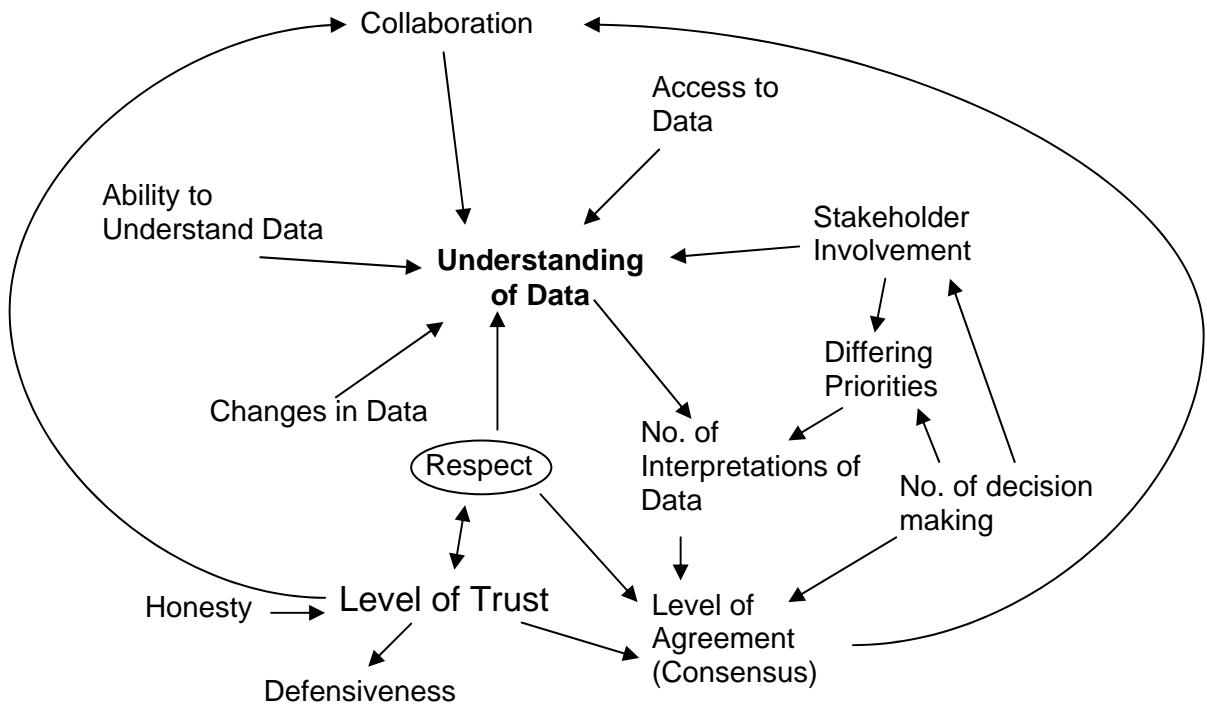 Collaboration
Access to
Data
Ability to
Understand Data
Stakeholder
Involvement
Understanding
of Data
Differing
Priorities
Changes in Data
No. of
Interpretations of
Data
Respect
No. of decision
making
Honesty
Level of Trust
Level of
Agreement
(Consensus)
Defensiveness